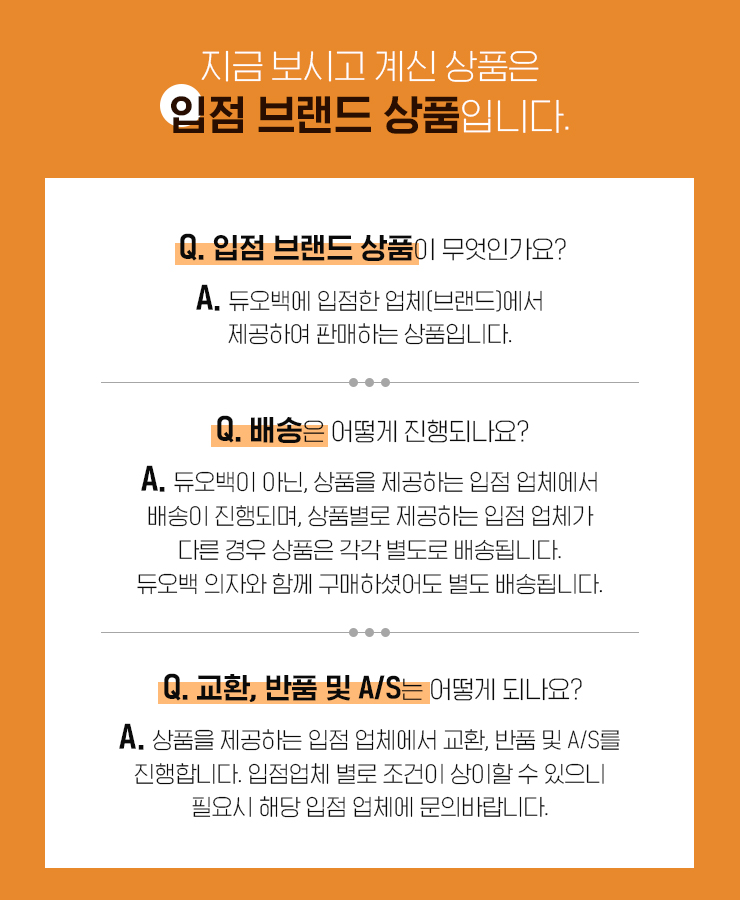 지금 보시고 계신 상품은
입점 브랜드 상품입니다.
Q. 입점 브랜드 상품이 무엇인가요?
A. 듀오백에 입점한 업체(브랜드)에서
제공하여 판매하는 상품입니다.
Q. 배송은 어떻게 진행되나요?
A. 듀오백이 아닌, 상품을 제공하는 입점 업체에서
배송이 진행되며, 상품별로 제공하는 입점 업체가
다른 경우 상품은 각각 별도로 배송됩니다.
듀오백 의자와 함께 구매하셨어도 별도 배송됩니다.
Q. 교환, 반품 및 A/S는 어떻게 되나요?
A. 상품을 제공하는 입점 업체에서 교환, 반품 및 A/S를
진행합니다. 입점업체 별로 조건이 상이할 수 있으니
필요시 해당 입점 업체에 문의바랍니다.